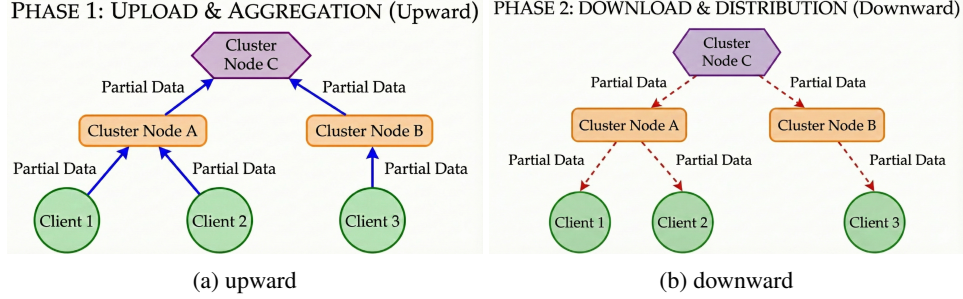 PHASE 1: UPLOAD & AGGREGATION (Upward)
Cluster
Node C
Partial Data
Partial Data
Cluster Node A
Cluster Node B
Partial Data
Partial Data
Partial Data
Client 1
Client 2
Client 3
(a) upward
PHASE 2: DOWNLOAD & DISTRIBUTION (Downward)
Cluster
Node C
Partial Data
Partial Data
Cluster Node A
Cluster Node B
Partial Data
Partial Data
Partial Data
Client 1
Client 2
Client 3
(b) downward